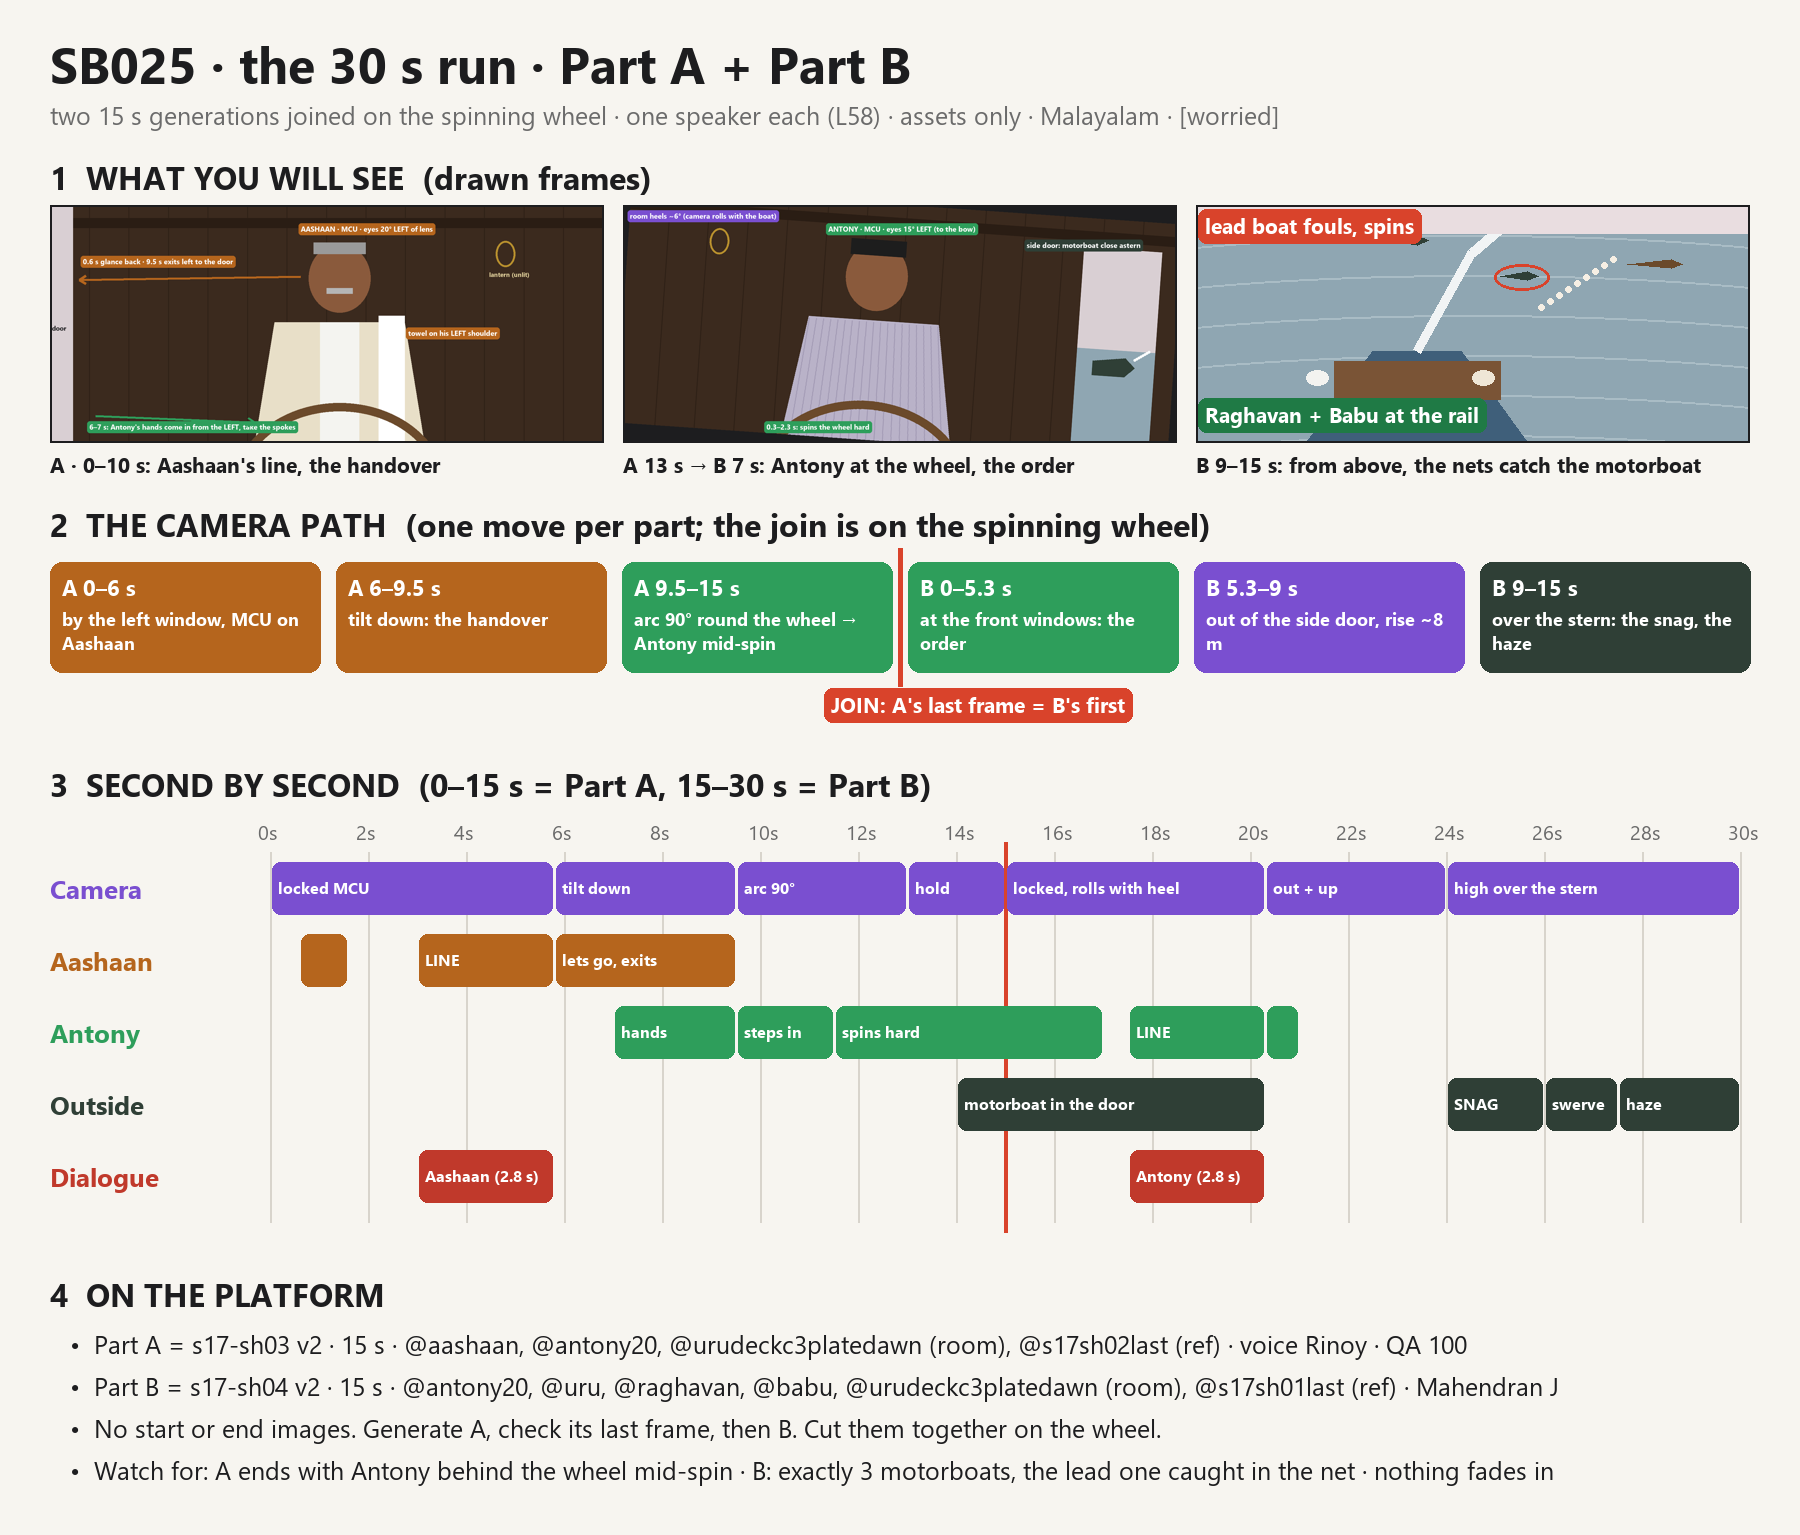 SB025 · the 30 s run · Part A + Part B
two 15 s generations joined on the spinning wheel · one speaker each (L58) · assets only · Malayalam · [worried]
1 WHAT YOU WILL SEE (drawn frames)
AASHAAN · MCU · eyes 20° LEFT of lens
0.6 s glance back · 9.5 s exits left to the door
lantern (unlit)
door
towel on his LEFT shoulder
6–7 s: Antony's hands come in from the LEFT, take the spokes
room heels ~6° (camera rolls with the boat)
ANTONY · MCU · eyes 15° LEFT (to the bow)
side door: motorboat close astern
0.3–2.3 s: spins the wheel hard
lead boat fouls, spins
Raghavan + Babu at the rail
A · 0–10 s: Aashaan's line, the handover
A 13 s → B 7 s: Antony at the wheel, the order
B 9–15 s: from above, the nets catch the motorboat
2 THE CAMERA PATH (one move per part; the join is on the spinning wheel)
A 0–6 s
by the left window, MCU on
Aashaan
A 6–9.5 s
tilt down: the handover
A 9.5–15 s
arc 90° round the wheel →
Antony mid-spin
B 0–5.3 s
at the front windows: the
order
B 5.3–9 s
out of the side door, rise ~8
m
B 9–15 s
over the stern: the snag, the
haze
JOIN: A's last frame = B's first
3 SECOND BY SECOND (0–15 s = Part A, 15–30 s = Part B)
0s 2s 4s 6s 8s 10s 12s 14s 16s 18s 20s 22s 24s 26s 28s 30s
Camera
locked MCU
tilt down
arc 90°
hold
locked, rolls with heel
out + up
high over the stern
Aashaan
LINE
lets go, exits
Antony
hands
steps in
spins hard
LINE
Outside
motorboat in the door
SNAG
swerve
haze
Dialogue
Aashaan (2.8 s)
Antony (2.8 s)
4 ON THE PLATFORM
• Part A = s17-sh03 v2 · 15 s · @aashaan, @antony20, @urudeckc3platedawn (room), @s17sh02last (ref) · voice Rinoy · QA 100
• Part B = s17-sh04 v2 · 15 s · @antony20, @uru, @raghavan, @babu, @urudeckc3platedawn (room), @s17sh01last (ref) · Mahendran J
• No start or end images. Generate A, check its last frame, then B. Cut them together on the wheel.
• Watch for: A ends with Antony behind the wheel mid-spin · B: exactly 3 motorboats, the lead one caught in the net · nothing fades in